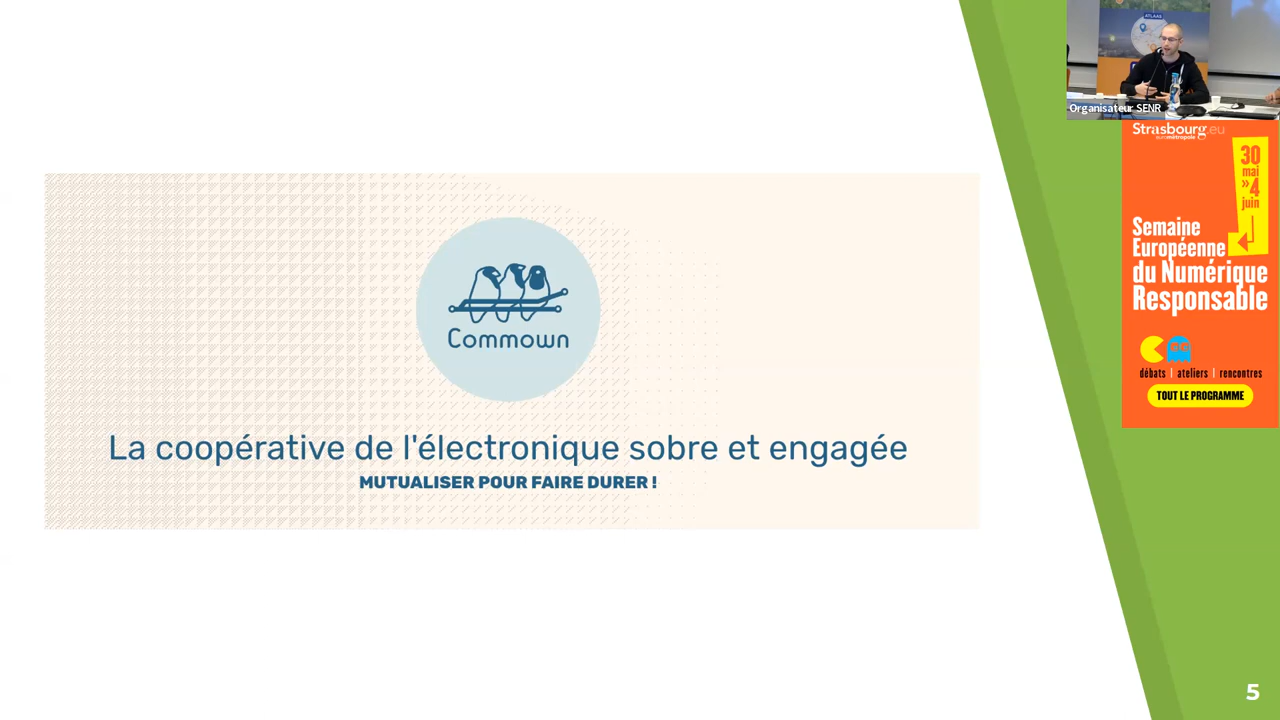 Commown
La coopérative de l'électronique sobre et engagée
MUTUALISER POUR FAIRE DURER !
ATLAAS
Organisateur SENR
Strasbourg.eu
eurométropole
30
mai
»4
juin
Semaine
Européenne
du Numérique
Responsable
débats | ateliers | rencontres
TOUT LE PROGRAMME
5